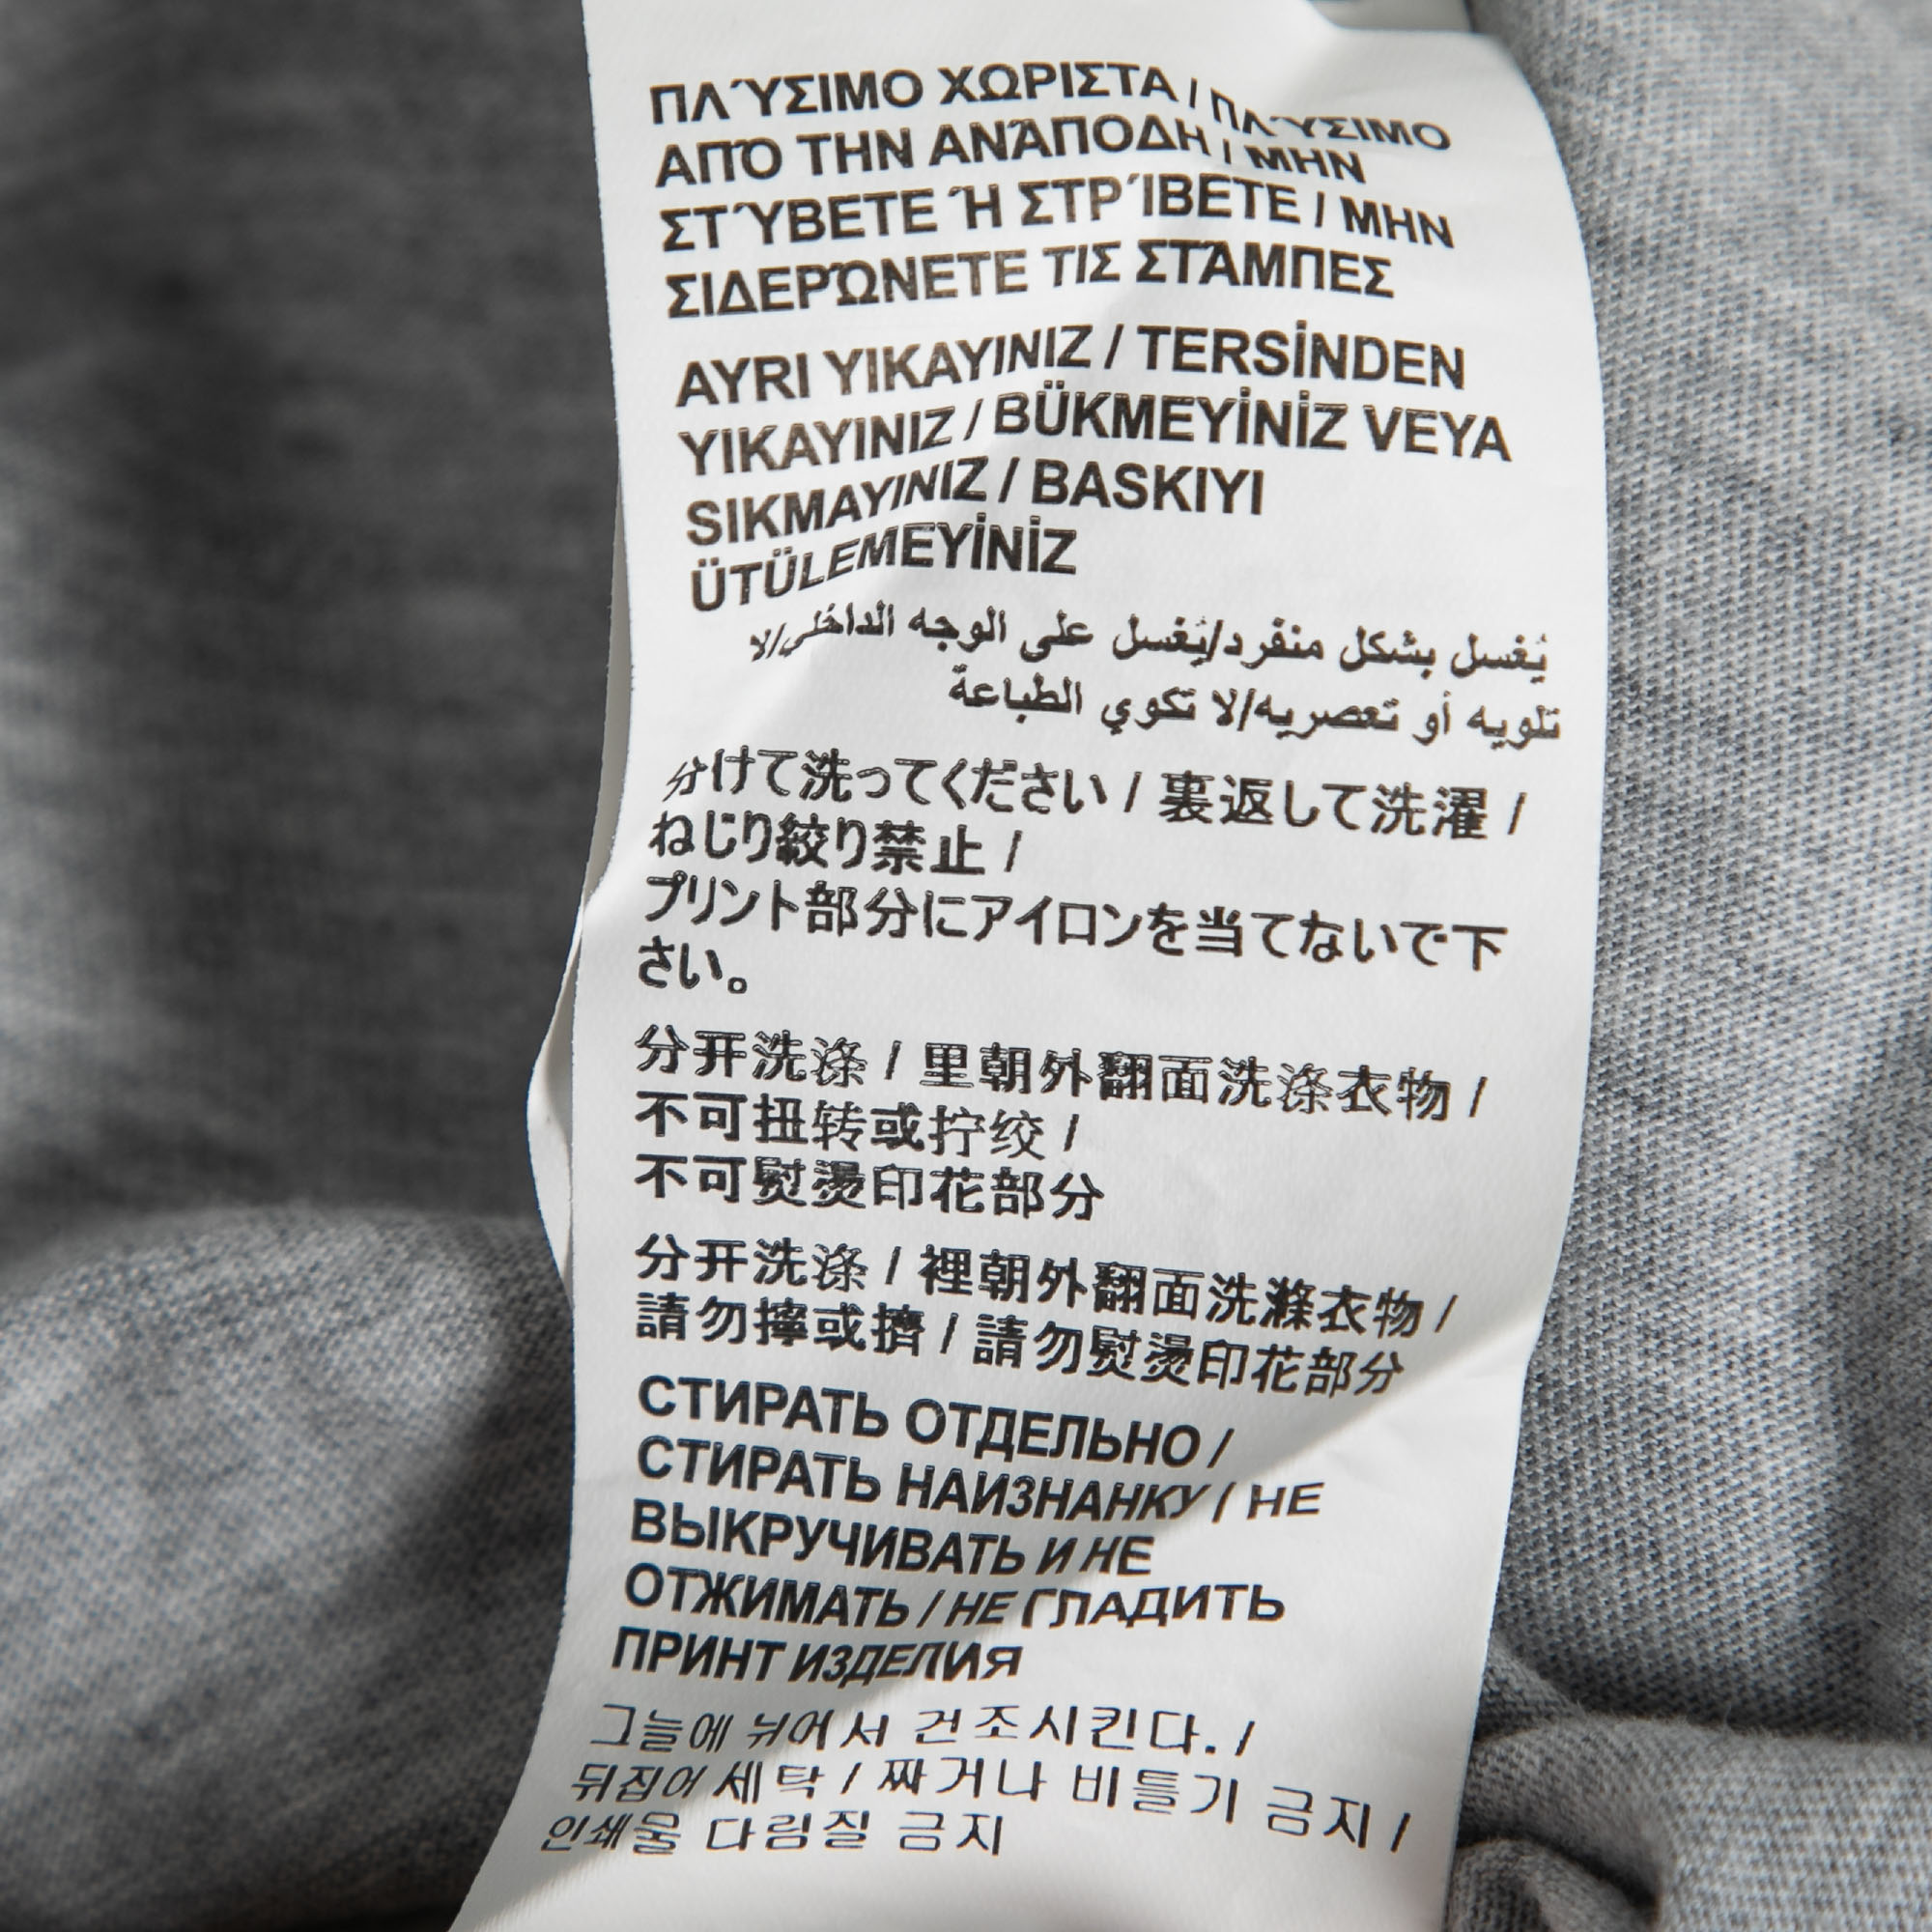 ΠΛΎΣΙΜΟ ΧΩΡΙΣΤΑ / ΠΛΎΣΙΜΟ
ΑΠΌ ΤΗΝ ΑΝΆΠΟΔΗ / ΜΗΝ
ΣΤΎΒΕΤΕ Ή ΣΤΡΊΒΕΤΕ / ΜΗΝ
ΣΙΔΕΡΏΝΕΤΕ ΤΙΣ ΣΤΆΜΠΕΣ
AYRI YIKAYINIZ / TERSİNDEN
YIKAYINIZ / BÜKMEYİNİZ VEYA
SIKMAYINIZ / BASKIYI
ÜTÜLEMEYİNİZ
يُغسل بشكل منفرد/يُغسل على الوجه الداخلي/لا
تلويه أو تعصريه/لا تكوي الطباعة
分けて洗ってください / 裏返して洗濯 /
ねじり絞り禁止 /
プリント部分にアイロンを当てないで下
さい。
分开洗涤 / 里朝外翻面洗涤衣物 /
不可扭转或拧绞 /
不可熨烫印花部分
分开洗涤 / 裡朝外翻面洗滌衣物 /
請勿擰或擠 / 請勿熨燙印花部分
СТИРАТЬ ОТДЕЛЬНО /
СТИРАТЬ НАИЗНАНКУ / НЕ
ВЫКРУЧИВАТЬ И НЕ
ОТЖИМАТЬ / НЕ ГЛАДИТЬ
ПРИНТ ИЗДЕЛИЯ
그늘에 뉘어서 건조시킨다. /
뒤집어 세탁 / 짜거나 비틀기 금지 /
인쇄물 다림질 금지